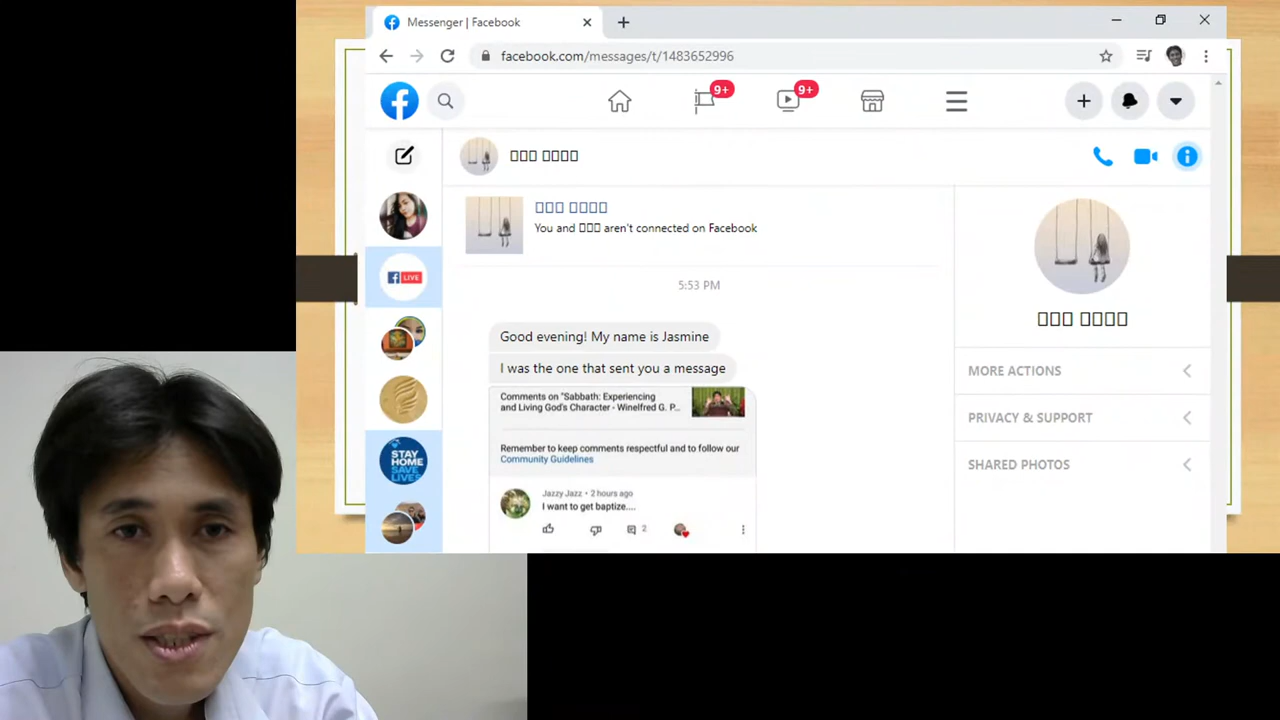 Messenger | Facebook
facebook.com/messages/t/1483652996
9+
9+
You and aren't connected on Facebook
5:53 PM
LIVE
Good evening! My name is Jasmine
I was the one that sent you a message
Comments on "Sabbath: Experiencing
and Living God's Character - Winelfred G. P...
Remember to keep comments respectful and to follow our
Community Guidelines
Jazzy Jazz • 2 hours ago
I want to get baptize....
2
STAY
HOME
SAVE
LIVES
MORE ACTIONS
PRIVACY & SUPPORT
SHARED PHOTOS